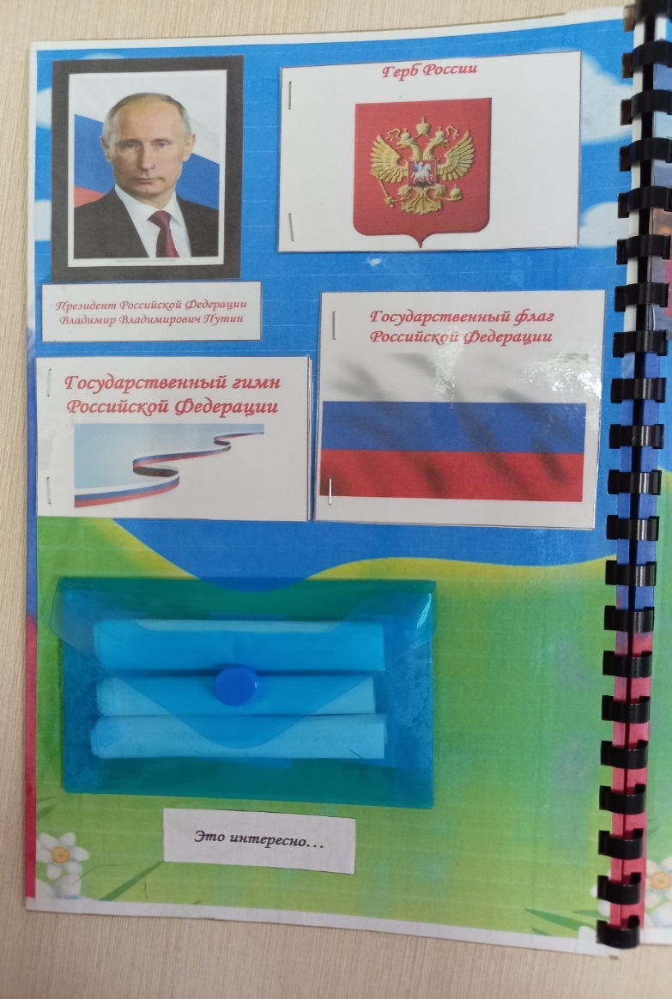 Герб России
Президент Российской Федерации
Владимир Владимирович Путин
Государственный флаг
Российской Федерации
Государственный гимн
Российской Федерации
Это интересно...